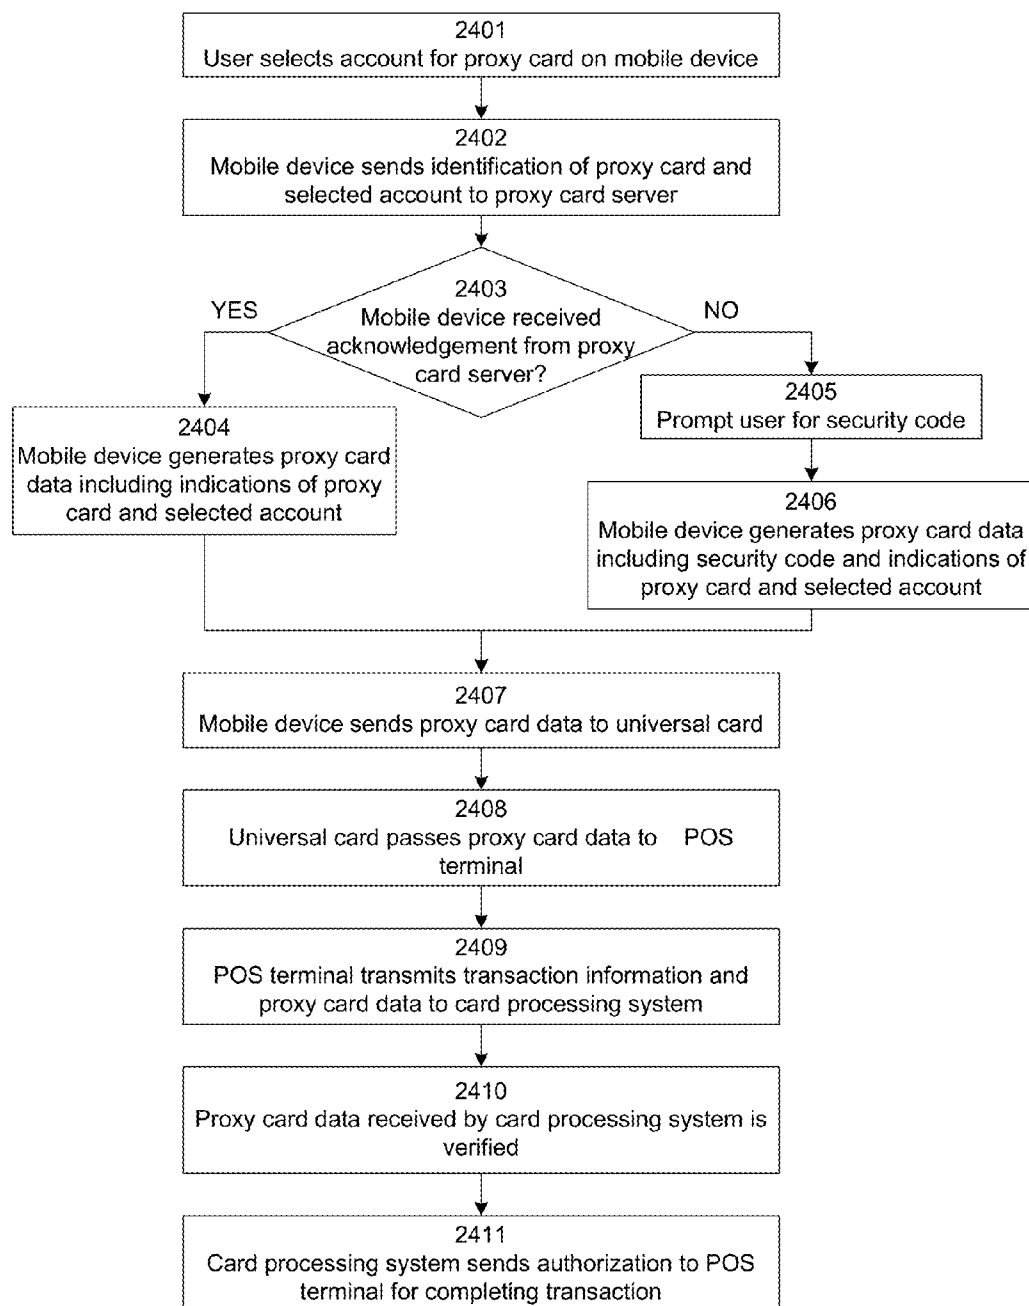 2401
User selects account for proxy card on mobile device
2402
Mobile device sends identification of proxy card and
selected account to proxy card server
2403
Mobile device received
acknowledgement from proxy
card server?
YES
NO
2404
Mobile device generates proxy card
data including indications of proxy
card and selected account
2405
Prompt user for security code
2406
Mobile device generates proxy card data
including security code and indications of
proxy card and selected account
2407
Mobile device sends proxy card data to universal card
2408
Universal card passes proxy card data to POS
terminal
2409
POS terminal transmits transaction information and
proxy card data to card processing system
2410
Proxy card data received by card processing system is
verified
2411
Card processing system sends authorization to POS
terminal for completing transaction